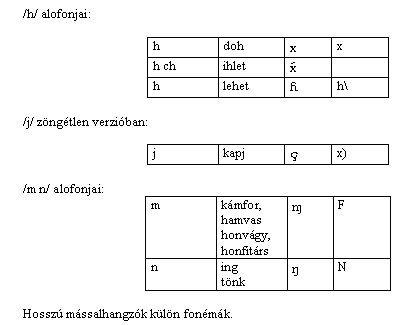 /h/ alofonjai:
h doh x x
h ch ihlet x́
h lehet ɦ h\
/j/ zöngétlen verzióban:
j kapj ç x)
/m n/ alofonjai:
m kámfor, ɱ F
hamvas
honvágy,
honfitárs
n ing ŋ N
tönk
Hosszú mássalhangzók külön fonémák.